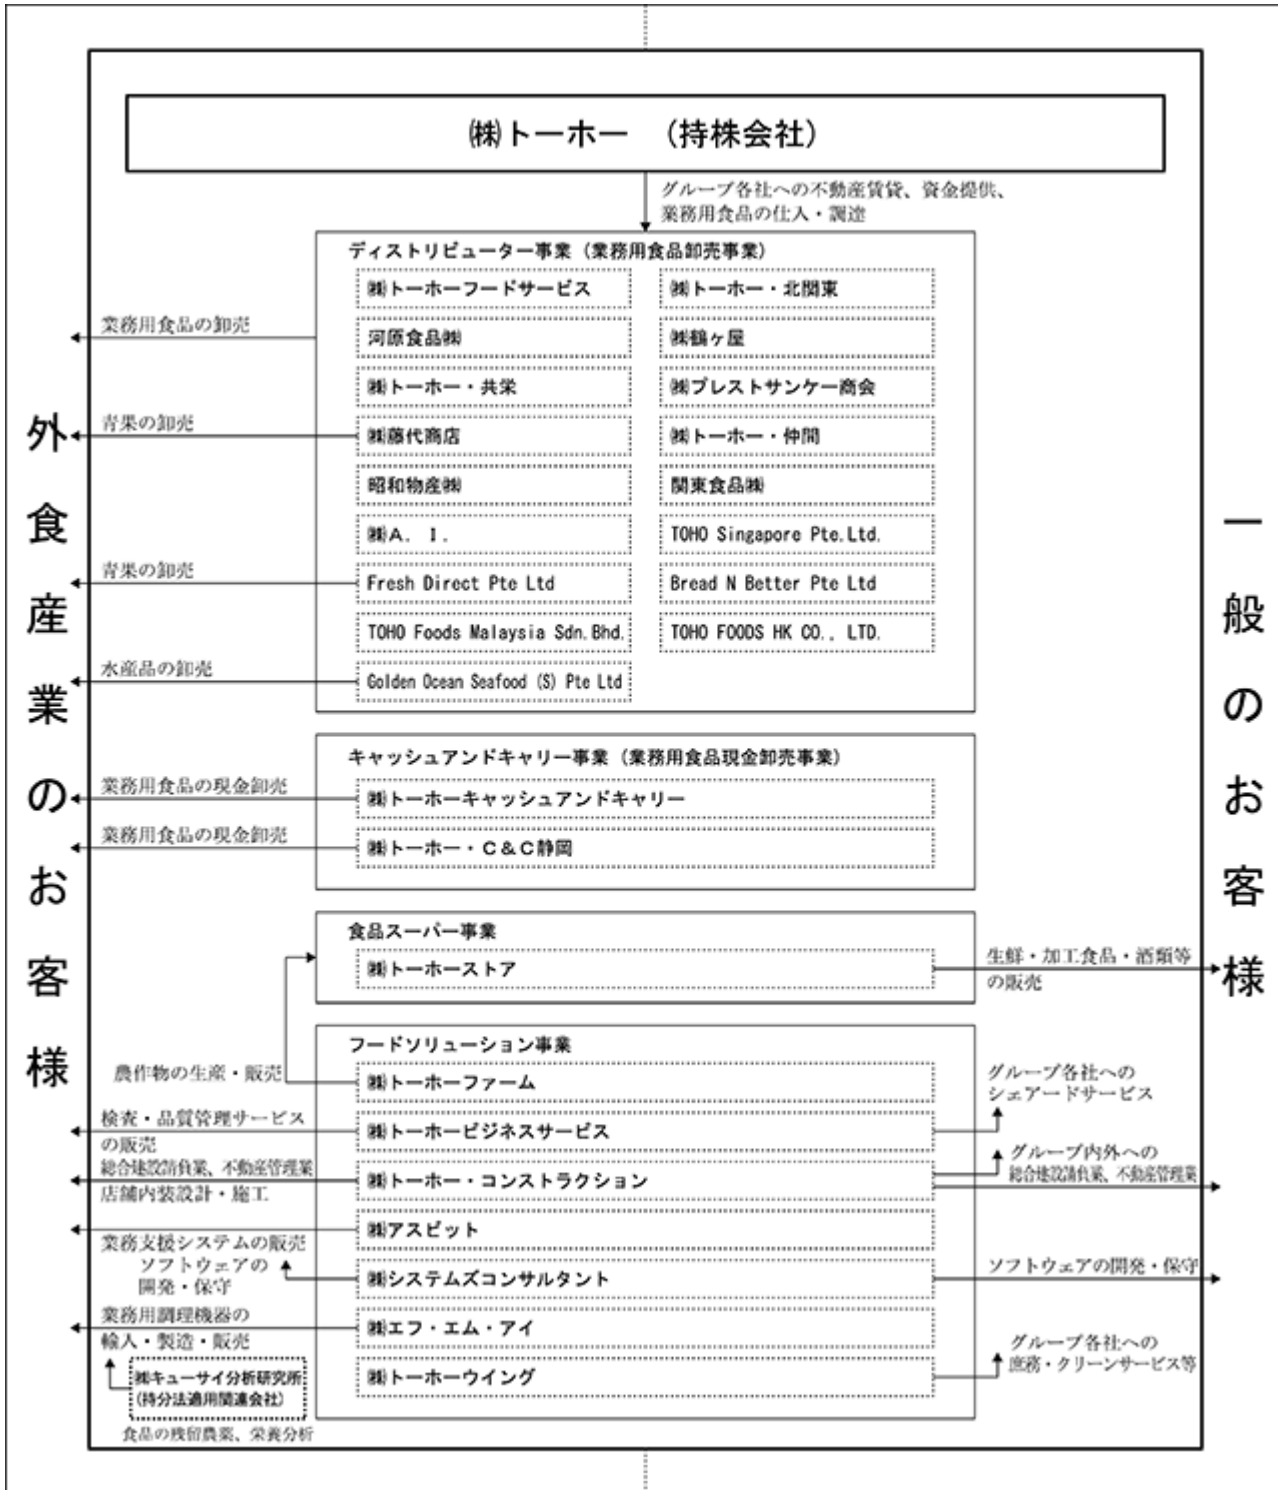 ㈱トーホー （持株会社）
グループ各社への不動産賃貸、資金提供、
業務用食品の仕入・調達
ディストリビューター事業（業務用食品卸売事業）
㈱トーホーフードサービス
㈱トーホー・北関東
業務用食品の卸売
河原食品㈱
㈱鶴ヶ屋
㈱トーホー・共栄
㈱プレストサンケー商会
青果の卸売
㈱藤代商店
㈱トーホー・仲間
昭和物産㈱
関東食品㈱
㈱Ａ．Ｉ．
TOHO Singapore Pte.Ltd.
青果の卸売
Fresh Direct Pte Ltd
Bread N Better Pte Ltd
TOHO Foods Malaysia Sdn.Bhd.
TOHO FOODS HK CO., LTD.
水産品の卸売
Golden Ocean Seafood (S) Pte Ltd
外食産業のお客様
一般のお客様
キャッシュアンドキャリー事業（業務用食品現金卸売事業）
業務用食品の現金卸売
㈱トーホーキャッシュアンドキャリー
業務用食品の現金卸売
㈱トーホー・Ｃ＆Ｃ静岡
食品スーパー事業
㈱トーホーストア
生鮮・加工食品・酒類等
の販売
フードソリューション事業
農作物の生産・販売
㈱トーホーファーム
グループ各社への
シェアードサービス
検査・品質管理サービス
の販売
㈱トーホービジネスサービス
総合建設請負業、不動産管理業
店舗内装設計・施工
㈱トーホー・コンストラクション
グループ内外への
総合建設請負業、不動産管理業
㈱アスピット
業務支援システムの販売
ソフトウェアの
開発・保守
㈱システムズコンサルタント
ソフトウェアの開発・保守
業務用調理機器の
輸入・製造・販売
㈱エフ・エム・アイ
㈱トーホーウイング
グループ各社への
庶務・クリーンサービス等
㈱キューサイ分析研究所
(持分法適用関連会社)
食品の残留農薬、栄養分析